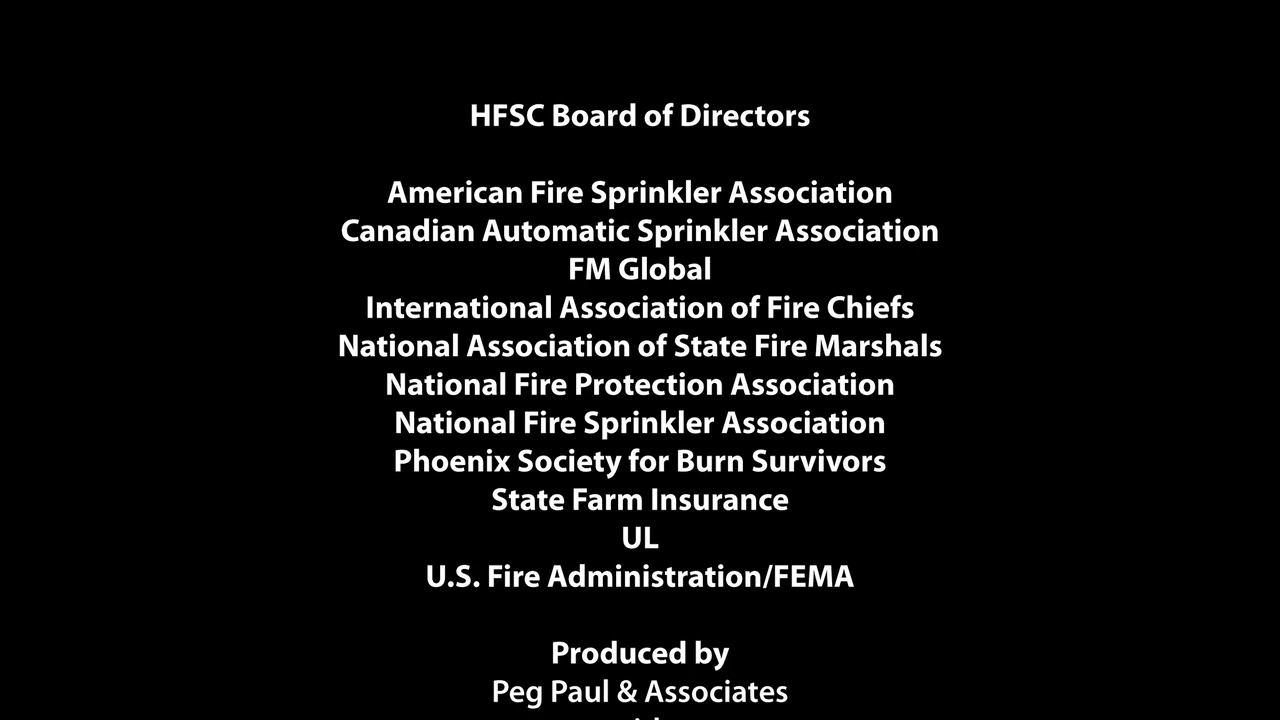 HFSC Board of Directors
American Fire Sprinkler Association
Canadian Automatic Sprinkler Association
FM Global
International Association of Fire Chiefs
National Association of State Fire Marshals
National Fire Protection Association
National Fire Sprinkler Association
Phoenix Society for Burn Survivors
State Farm Insurance
UL
U.S. Fire Administration/FEMA
Produced by
Peg Paul & Associates